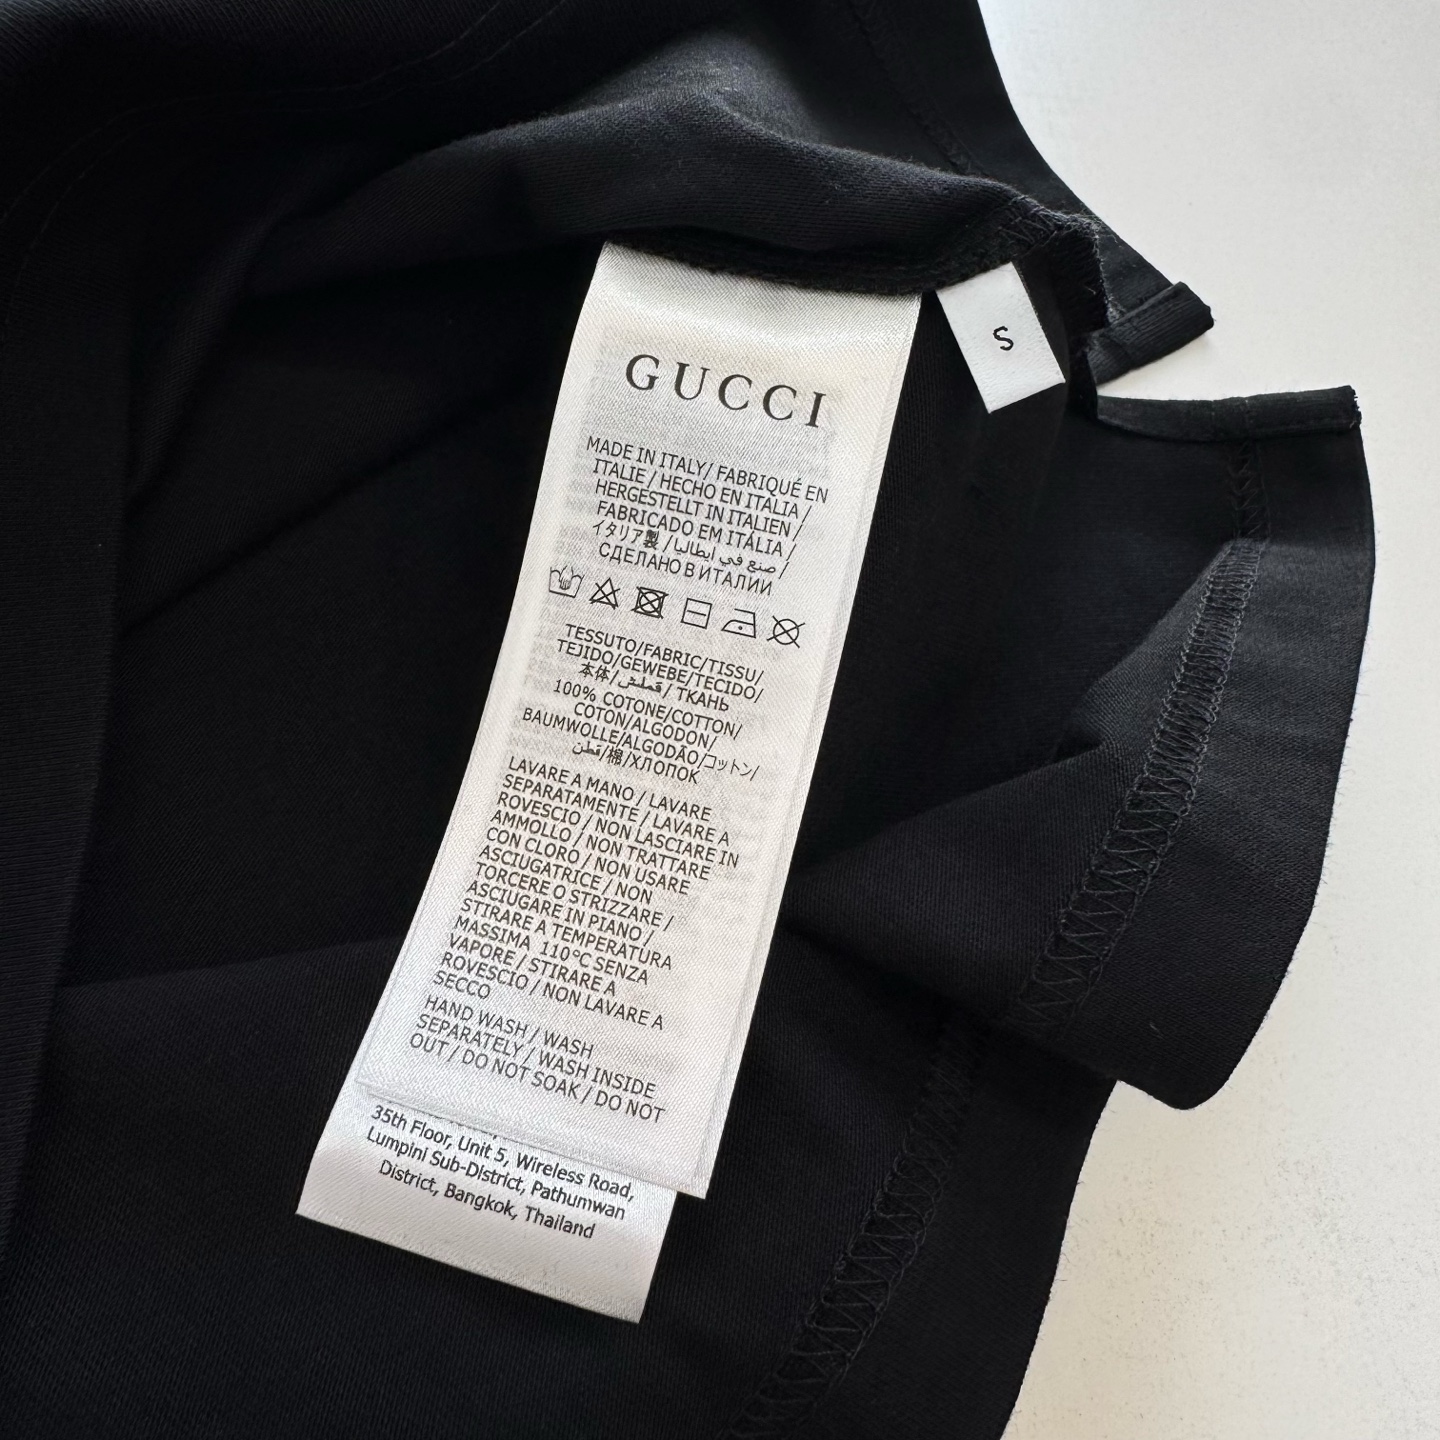 GUCCI
S
MADE IN ITALY/ FABRIQUÉ EN
ITALIE / HECHO EN ITALIA /
HERGESTELLT IN ITALIEN /
FABRICADO EM ITÁLIA /
イタリア製 / صنع في إيطاليا /
СДЕЛАНО В ИТАЛИИ
TESSUTO/FABRIC/TISSU/
TEJIDO/GEWEBE/TECIDO/
本体/قماش/ ТКАНЬ
100% COTONE/COTTON/
COTON/ALGODON/
BAUMWOLLE/ALGODÃO/コットン/
قطن/棉/ХЛОПОК
LAVARE A MANO / LAVARE
SEPARATAMENTE / LAVARE A
ROVESCIO / NON LASCIARE IN
AMMOLLO / NON TRATTARE
CON CLORO / NON USARE
ASCIUGATRICE / NON
TORCERE O STRIZZARE /
ASCIUGARE IN PIANO /
STIRARE A TEMPERATURA
MASSIMA 110°C SENZA
VAPORE / STIRARE A
ROVESCIO / NON LAVARE A
SECCO
HAND WASH / WASH
SEPARATELY / WASH INSIDE
OUT / DO NOT SOAK / DO NOT
35th Floor, Unit 5, Wireless Road,
Lumpini Sub-District, Pathumwan
District, Bangkok, Thailand